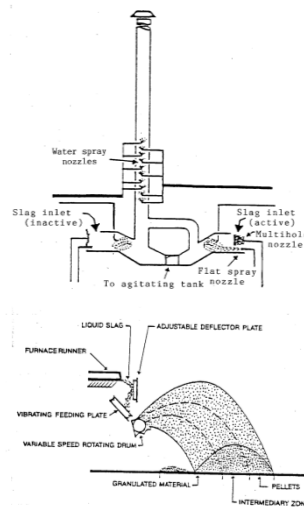 Water spray
nozzles
Slag inlet
(inactive)
Slag inlet
(active)
Multihole
nozzle
To agitating tank
Flat spray
nozzle
LIQUID SLAG
ADJUSTABLE DEFLECTOR PLATE
FURNACE RUNNER
VIBRATING FEEDING PLATE
VARIABLE SPEED ROTATING DRUM
GRANULATED MATERIAL
PELLETS
INTERMEDIARY ZON